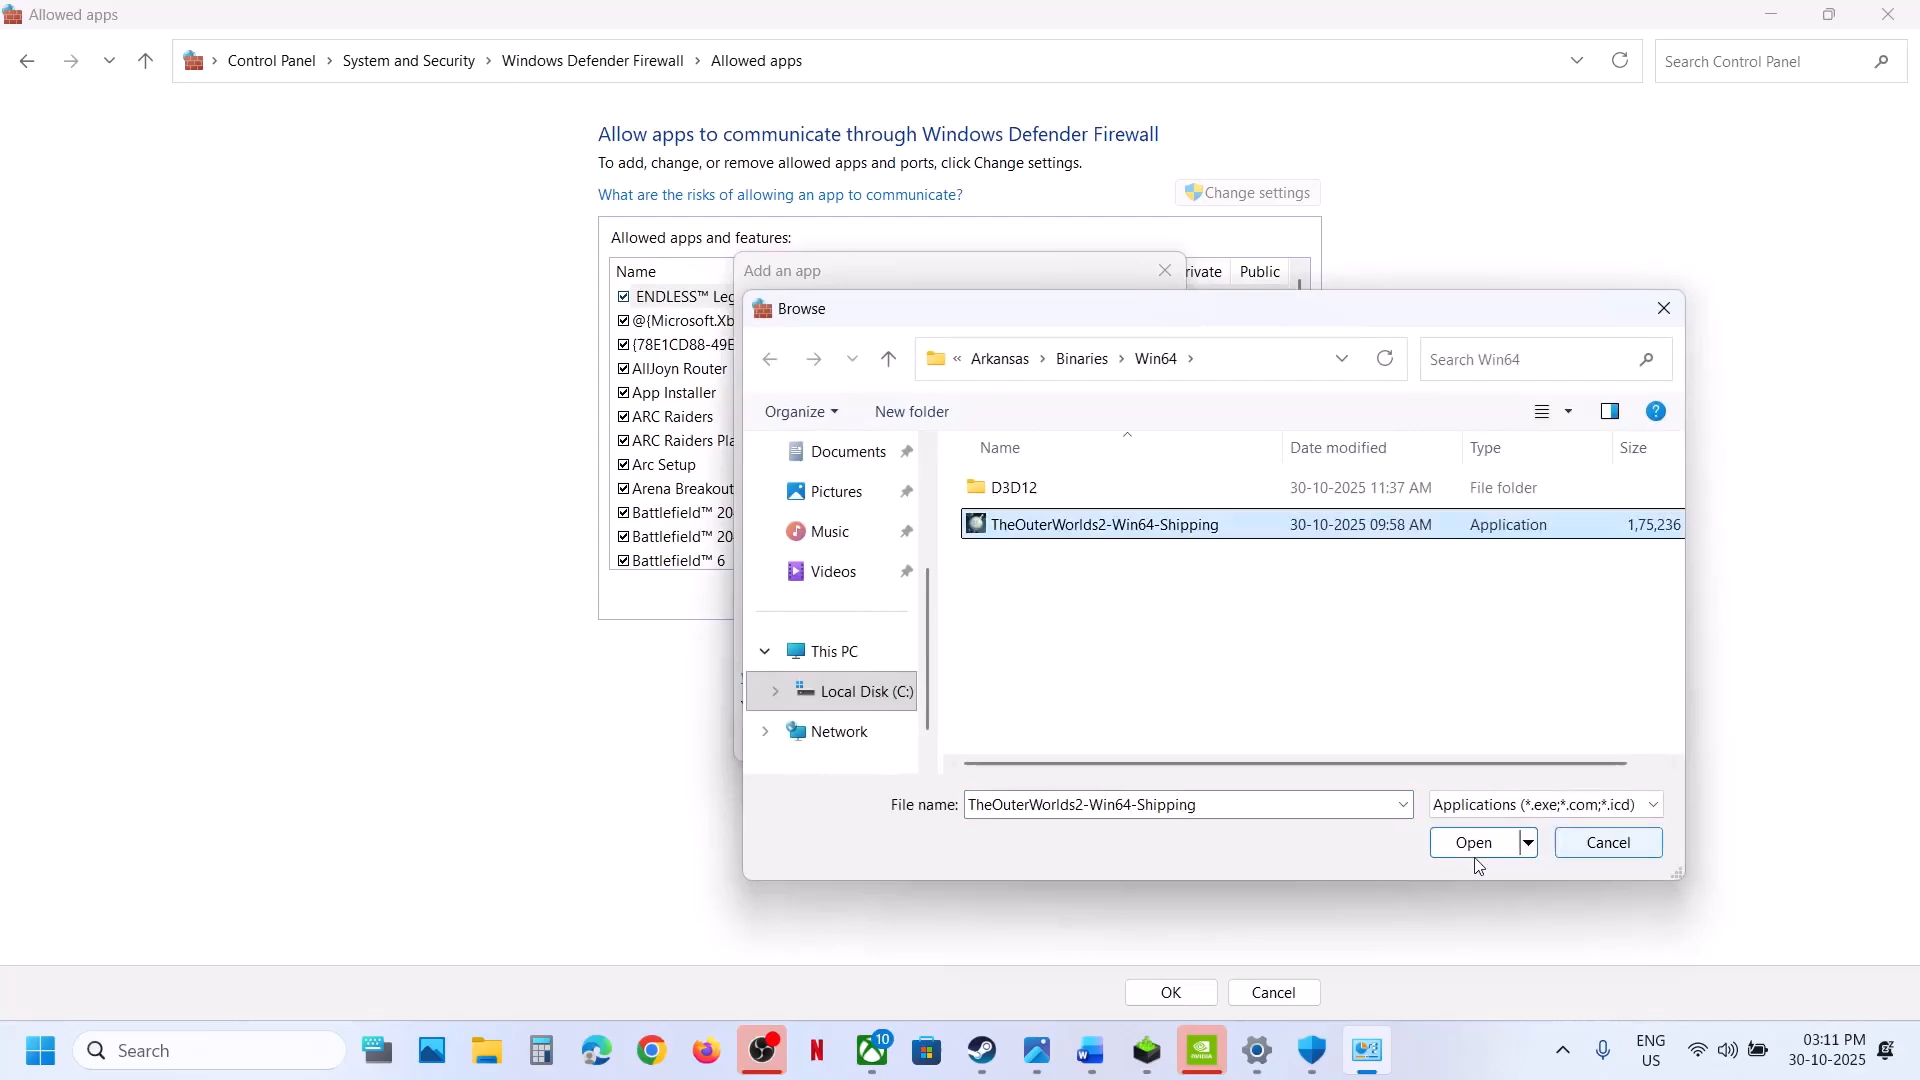 Allowed apps
Control Panel > System and Security > Windows Defender Firewall > Allowed apps
Search Control Panel
Allow apps to communicate through Windows Defender Firewall
To add, change, or remove allowed apps and ports, click Change settings.
What are the risks of allowing an app to communicate?
Change settings
Allowed apps and features:
Name
rivate
Public
ENDLESS™ Leg
@{Microsoft.Xb
{78E1CD88-49E
AllJoyn Router
App Installer
ARC Raiders
ARC Raiders Pla
Arc Setup
Arena Breakout
Battlefield™ 20
Battlefield™ 20
Battlefield™ 6
Add an app
Browse
« Arkansas > Binaries > Win64 >
Search Win64
Organize
New folder
Documents
Pictures
Music
Videos
This PC
Local Disk (C:)
Network
Name
Date modified
Type
Size
D3D12
30-10-2025 11:37 AM
File folder
TheOuterWorlds2-Win64-Shipping
30-10-2025 09:58 AM
Application
1,75,236
File name:
TheOuterWorlds2-Win64-Shipping
Applications (*.exe;*.com;*.icd)
Open
Cancel
OK
Cancel
Search
10
ENG
US
03:11 PM
30-10-2025